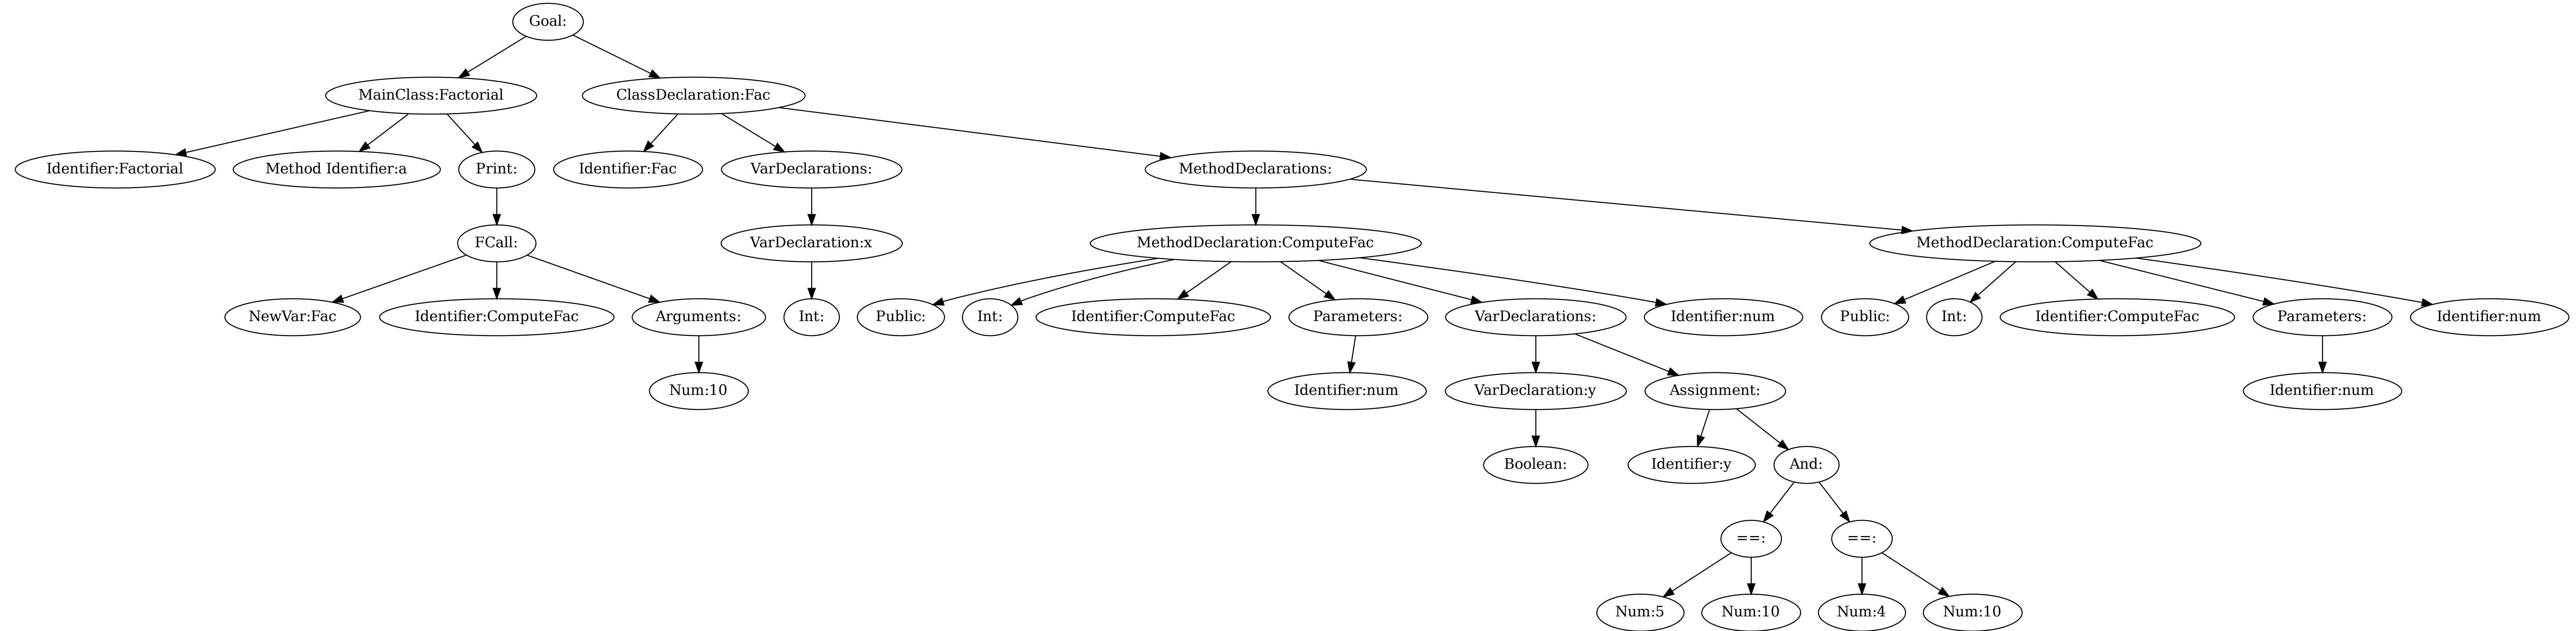 Goal:
MainClass:Factorial
ClassDeclaration:Fac
Identifier:Factorial
Method Identifier:a
Print:
Identifier:Fac
VarDeclarations:
MethodDeclarations:
FCall:
VarDeclaration:x
MethodDeclaration:ComputeFac
MethodDeclaration:ComputeFac
NewVar:Fac
Identifier:ComputeFac
Arguments:
Int:
Public:
Int:
Identifier:ComputeFac
Parameters:
VarDeclarations:
Identifier:num
Public:
Int:
Identifier:ComputeFac
Parameters:
Identifier:num
Num:10
Identifier:num
VarDeclaration:y
Assignment:
Identifier:num
Boolean:
Identifier:y
And:
==:
==:
Num:5
Num:10
Num:4
Num:10